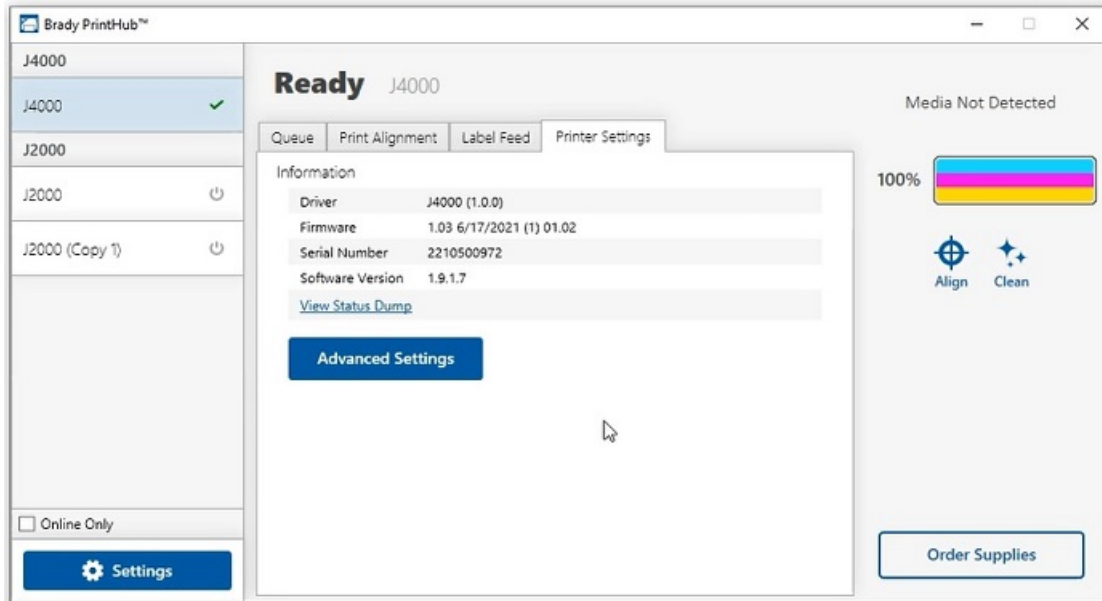 Brady PrintHub™
J4000
J4000
J2000
J2000
J2000 (Copy 1)
Online Only
Settings
Ready J4000
Queue Print Alignment Label Feed Printer Settings
Information
Driver J4000 (1.0.0)
Firmware 1.03 6/17/2021 (1) 01.02
Serial Number 2210500972
Software Version 1.9.1.7
View Status Dump
Advanced Settings
Media Not Detected
100%
Align Clean
Order Supplies